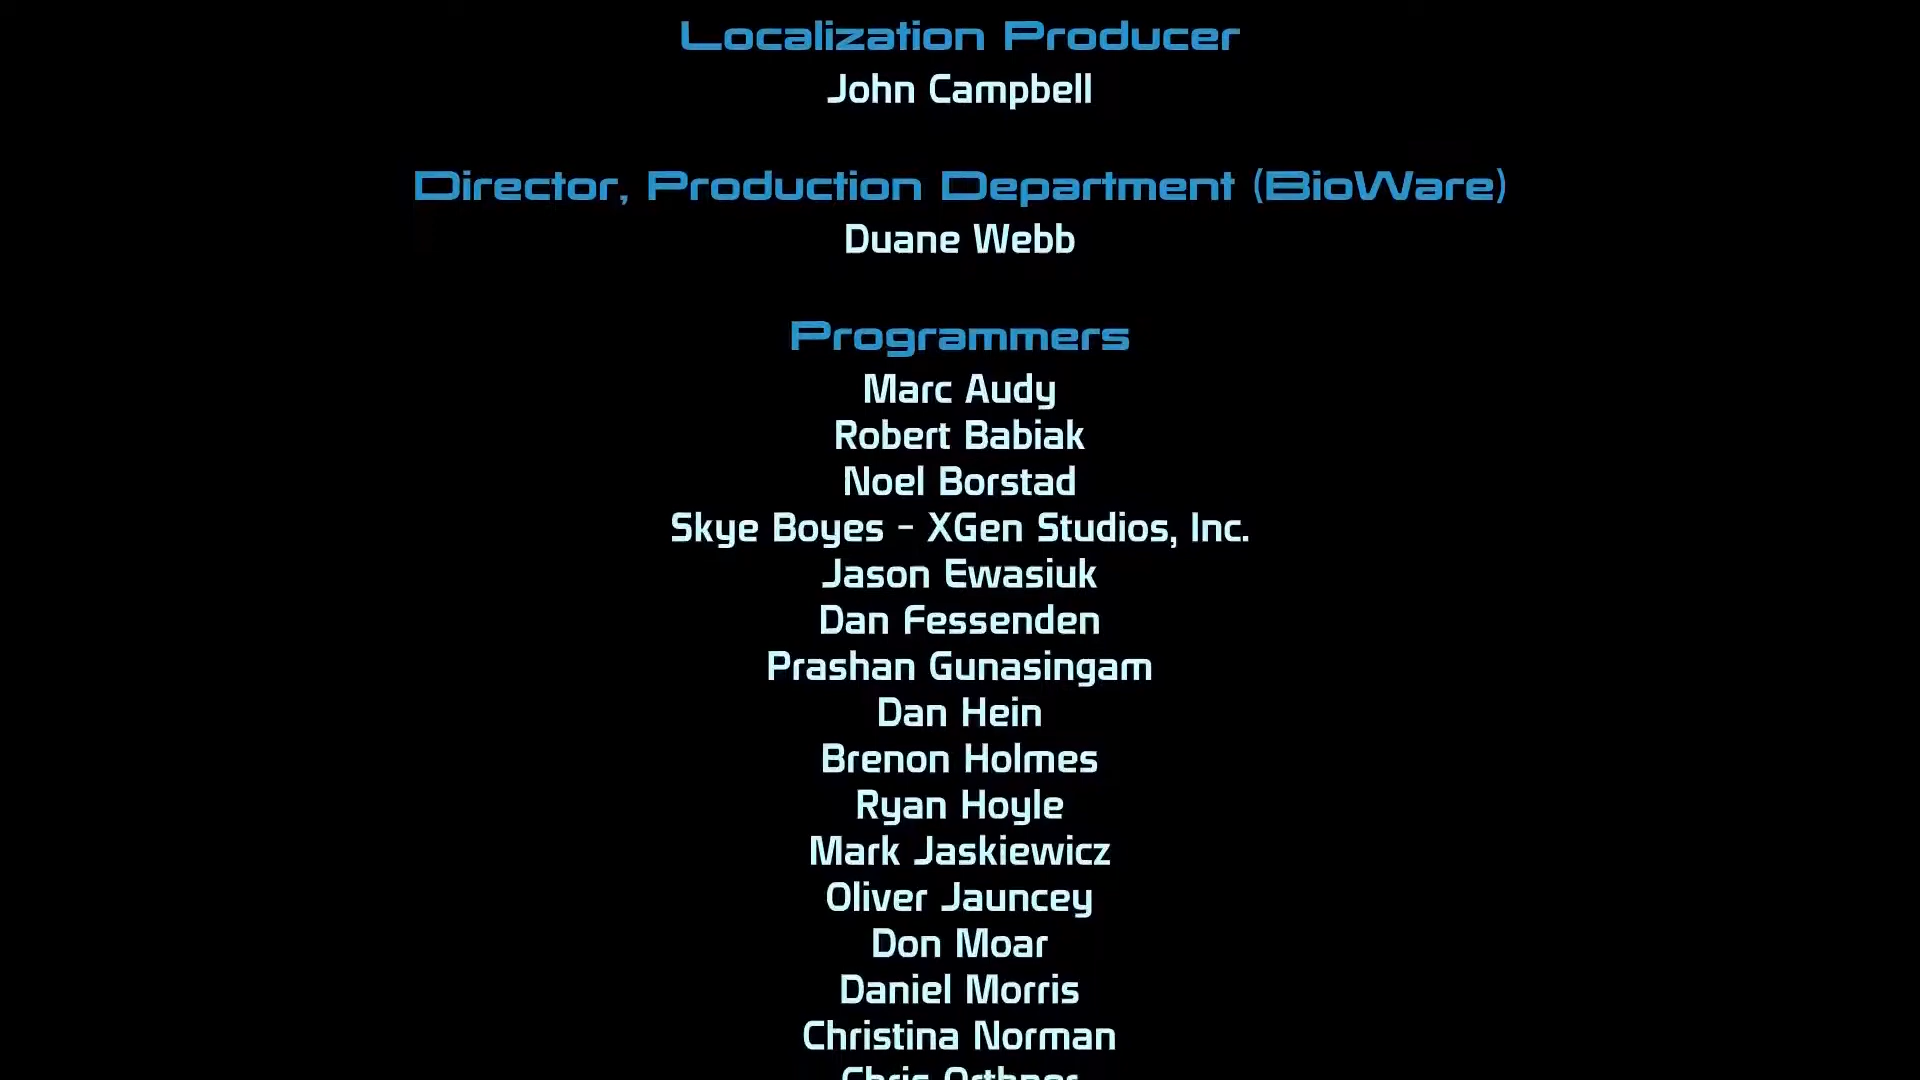 Localization Producer
John Campbell
Director, Production Department (BioWare)
Duane Webb
Programmers
Marc Audy
Robert Babiak
Noel Borstad
Skye Boyes - XGen Studios, Inc.
Jason Ewasiuk
Dan Fessenden
Prashan Gunasingam
Dan Hein
Brenon Holmes
Ryan Hoyle
Mark Jaskiewicz
Oliver Jauncey
Don Moar
Daniel Morris
Christina Norman
Chris